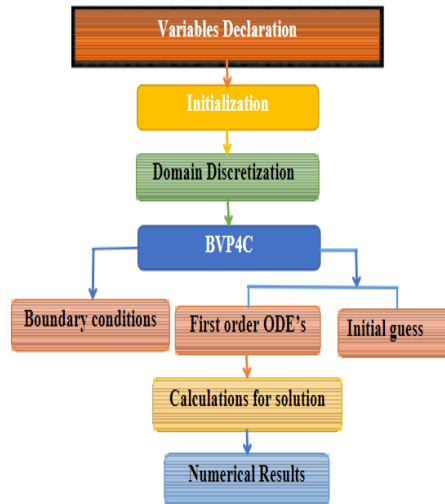 Variables Declaration
Initialization
Domain Discretization
BVP4C
Boundary conditions
First order ODE's
Initial guess
Calculations for solution
Numerical Results